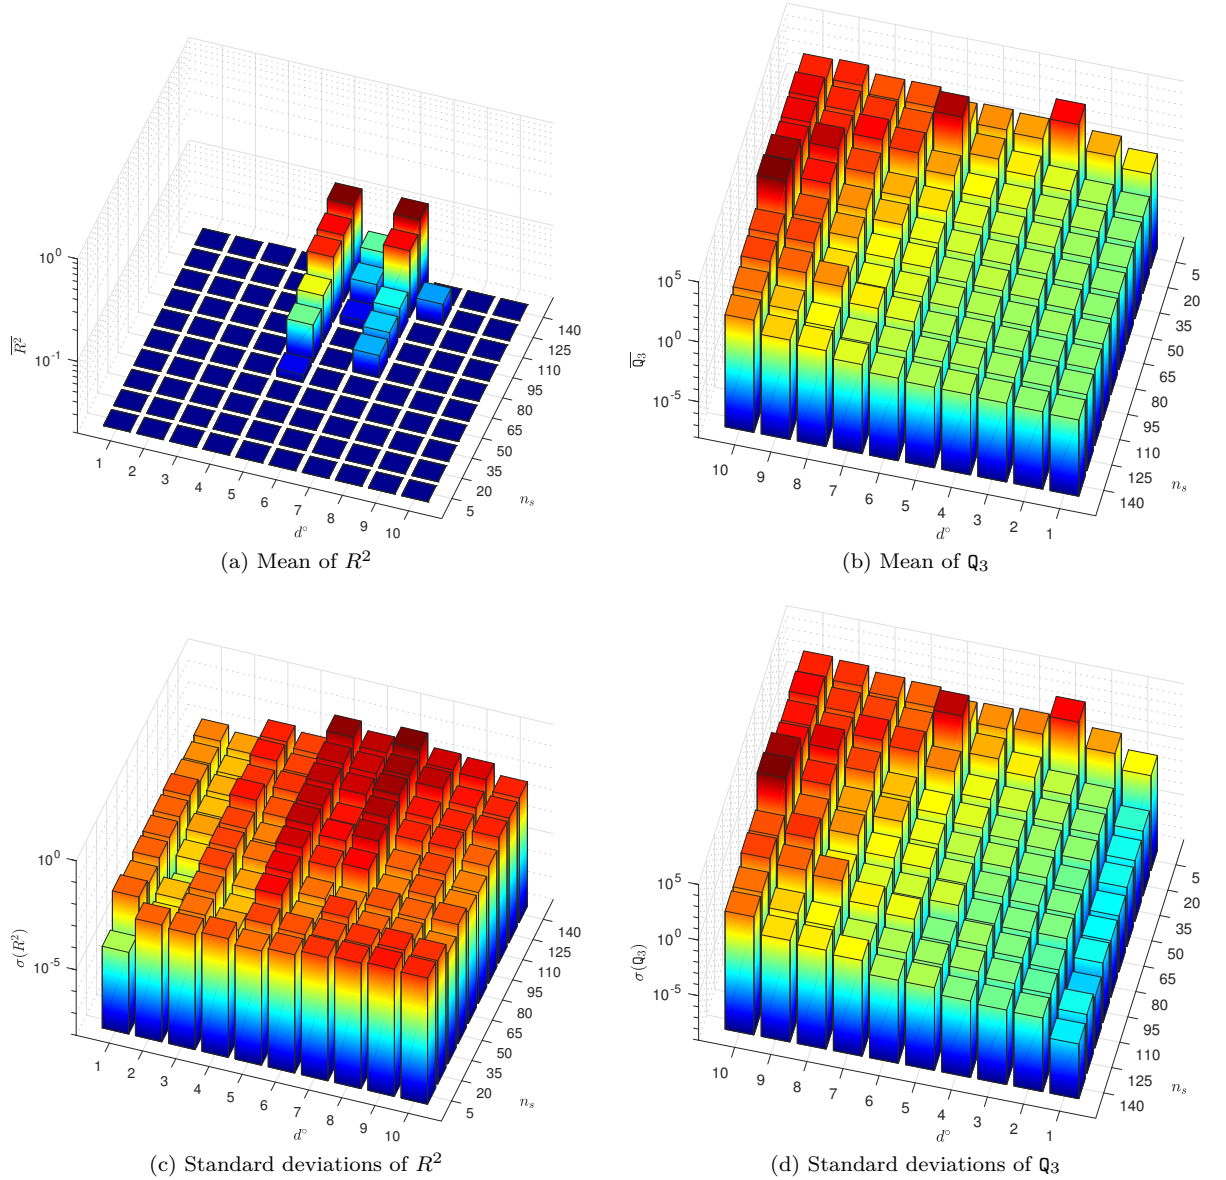 10^0
10^-1
\overline{R^2}
1 2 3 4 5 6 7 8 9 10
d°
5 20 35 50 65 80 95 110 125 140
n_s
(a) Mean of R^2
10^5
10^0
10^-5
\overline{Q_3}
10 9 8 7 6 5 4 3 2 1
d°
5 20 35 50 65 80 95 110 125 140
n_s
(b) Mean of Q_3
10^0
10^-5
σ(R^2)
1 2 3 4 5 6 7 8 9 10
d°
5 20 35 50 65 80 95 110 125 140
n_s
(c) Standard deviations of R^2
10^5
10^0
10^-5
σ(Q_3)
10 9 8 7 6 5 4 3 2 1
d°
5 20 35 50 65 80 95 110 125 140
n_s
(d) Standard deviations of Q_3